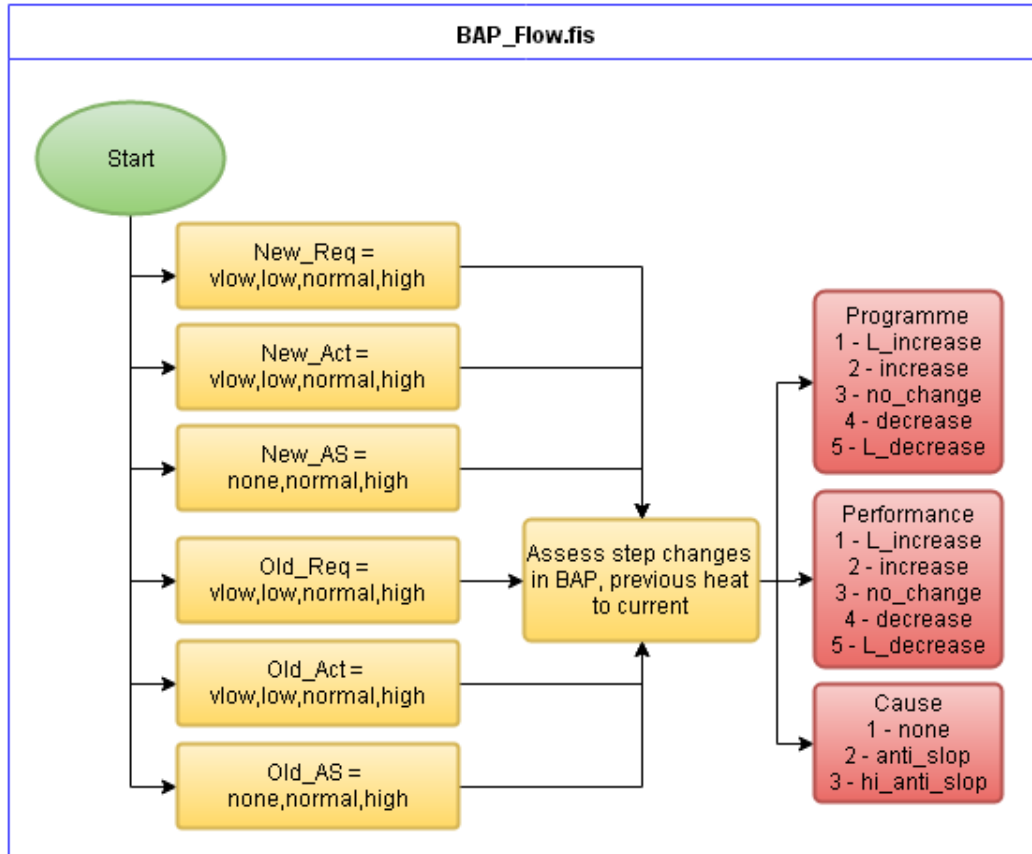 BAP_Flow.fis
Start
New_Req =
vlow,low,normal,high
New_Act =
vlow,low,normal,high
New_AS =
none,normal,high
Old_Req =
vlow,low,normal,high
Old_Act =
vlow,low,normal,high
Old_AS =
none,normal,high
Assess step changes
in BAP, previous heat
to current
Programme
1 - L_increase
2 - increase
3 - no_change
4 - decrease
5 - L_decrease
Performance
1 - L_increase
2 - increase
3 - no_change
4 - decrease
5 - L_decrease
Cause
1 - none
2 - anti_slop
3 - hi_anti_slop